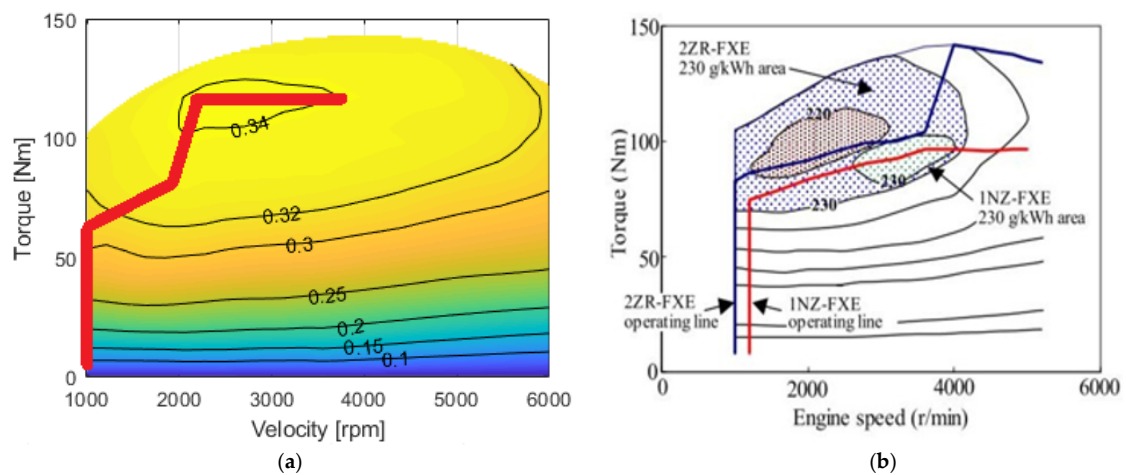 150
100
50
0
Torque [Nm]
0.34
0.32
0.3
0.25
0.2
0.15
0.1
1000
2000
3000
4000
5000
6000
Velocity [rpm]
(a)
150
100
50
0
Torque (Nm)
2ZR-FXE
230 g/kWh area
220
230
230
1NZ-FXE
230 g/kWh area
2ZR-FXE
operating line
1NZ-FXE
operating line
0
2000
4000
6000
Engine speed (r/min)
(b)